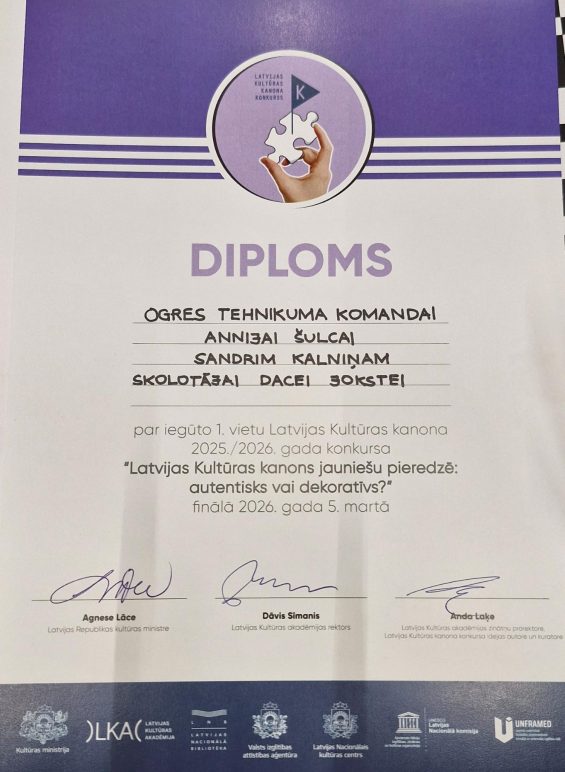 LATVIJAS
KULTŪRAS
KANONA
KONKURSS
K
DIPLOMS
OGRES TEHNIKUMA KOMANDAI
ANNIJAI ŠULCAI
SANDRIM KALNIŅAM
SKOLOTĀJAI DACEI JOKSTEI
par iegūto 1. vietu Latvijas Kultūras kanona
2025./2026. gada konkursa
“Latvijas Kultūras kanons jauniešu pieredzē:
autentisks vai dekoratīvs?”
finālā 2026. gada 5. martā
Agnese Lāce
Latvijas Republikas kultūras ministre
Dāvis Sīmanis
Latvijas Kultūras akadēmijas rektors
Anda Laķe
Latvijas Kultūras akadēmijas zinātņu prorektore,
Latvijas Kultūras kanona konkursa idejas autore un kuratore
Kultūras ministrija
)LKA(
LATVIJAS
KULTŪRAS
AKADĒMIJA
L N B
LATVIJAS
NACIONĀLĀ
BIBLIOTĒKA
Valsts izglītības
attīstības aģentūra
Latvijas Nacionālais
kultūras centrs
UNESCO
Latvijas
Nacionālā komisija
UNFRAMED